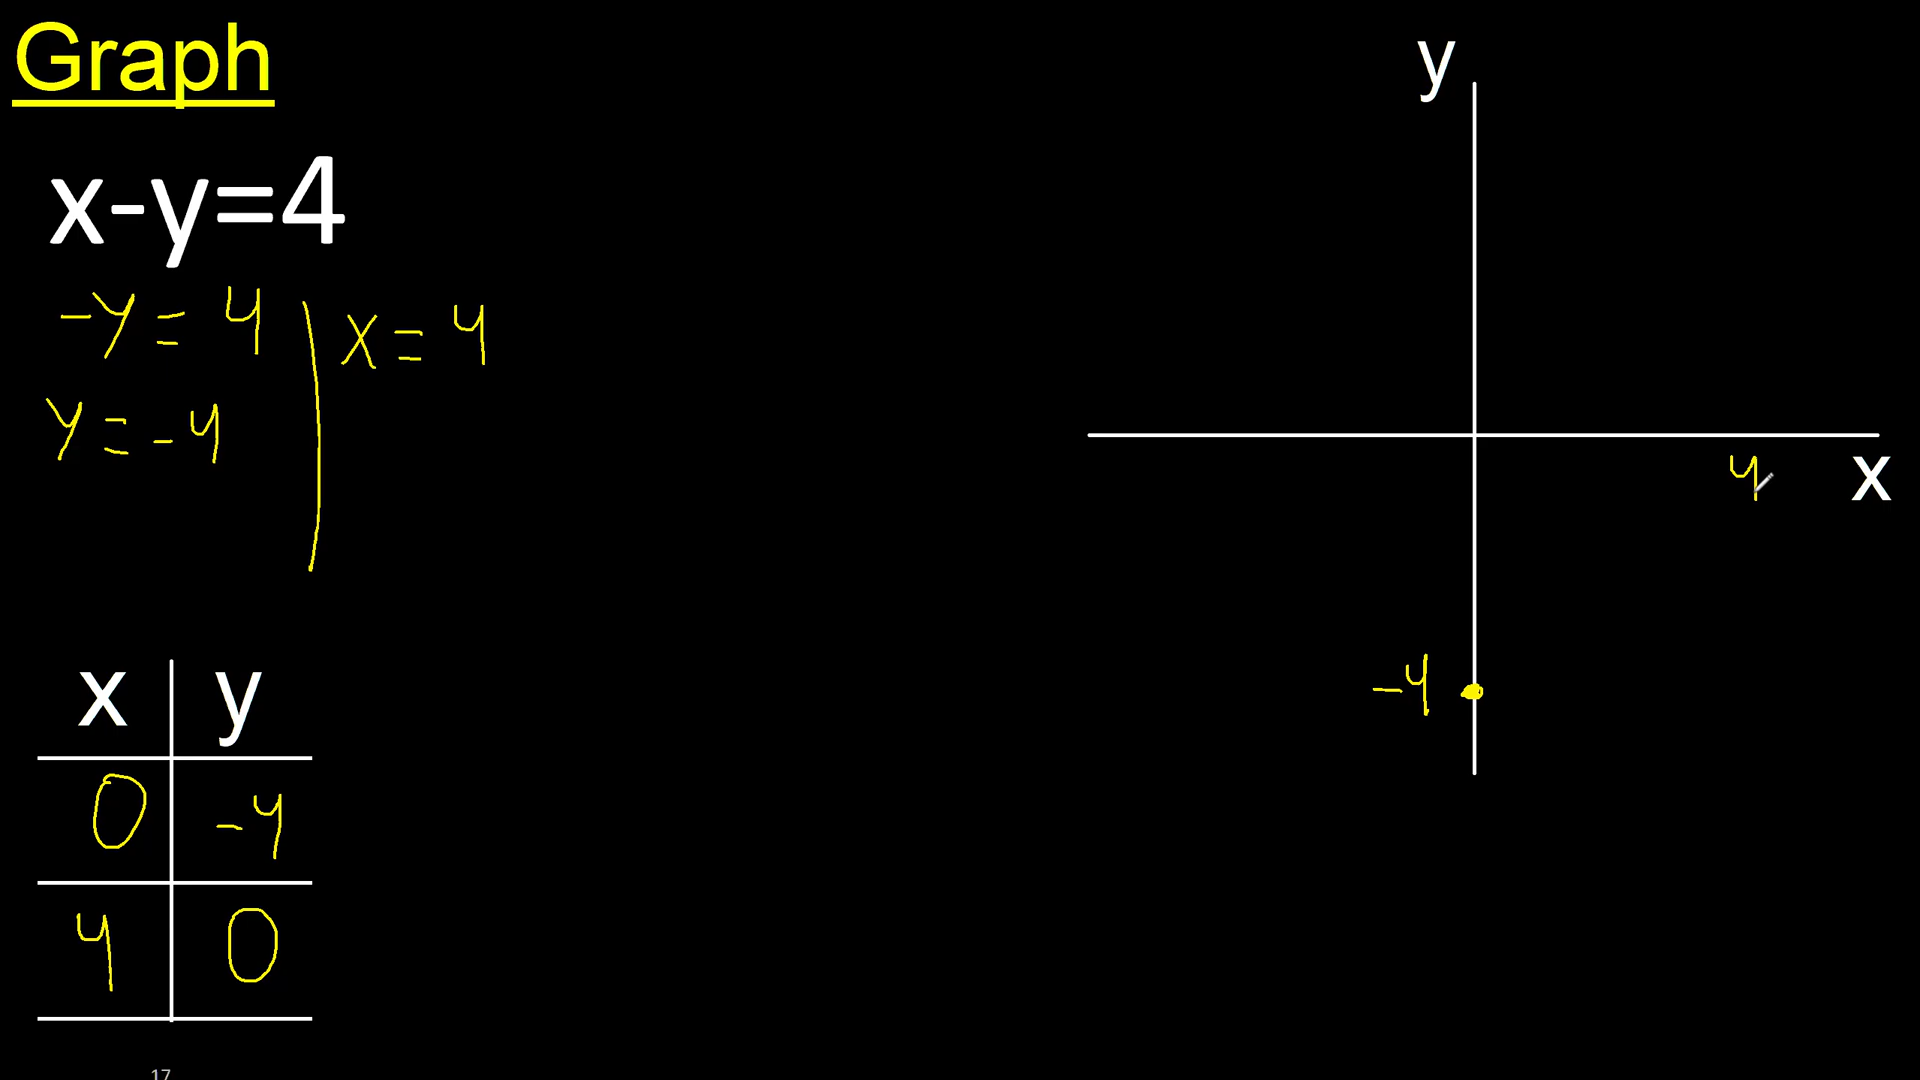 Graph
x-y=4
-y = 4
x = 4
y = -4
x y
0 -4
4 0
17
y
x
4
-4